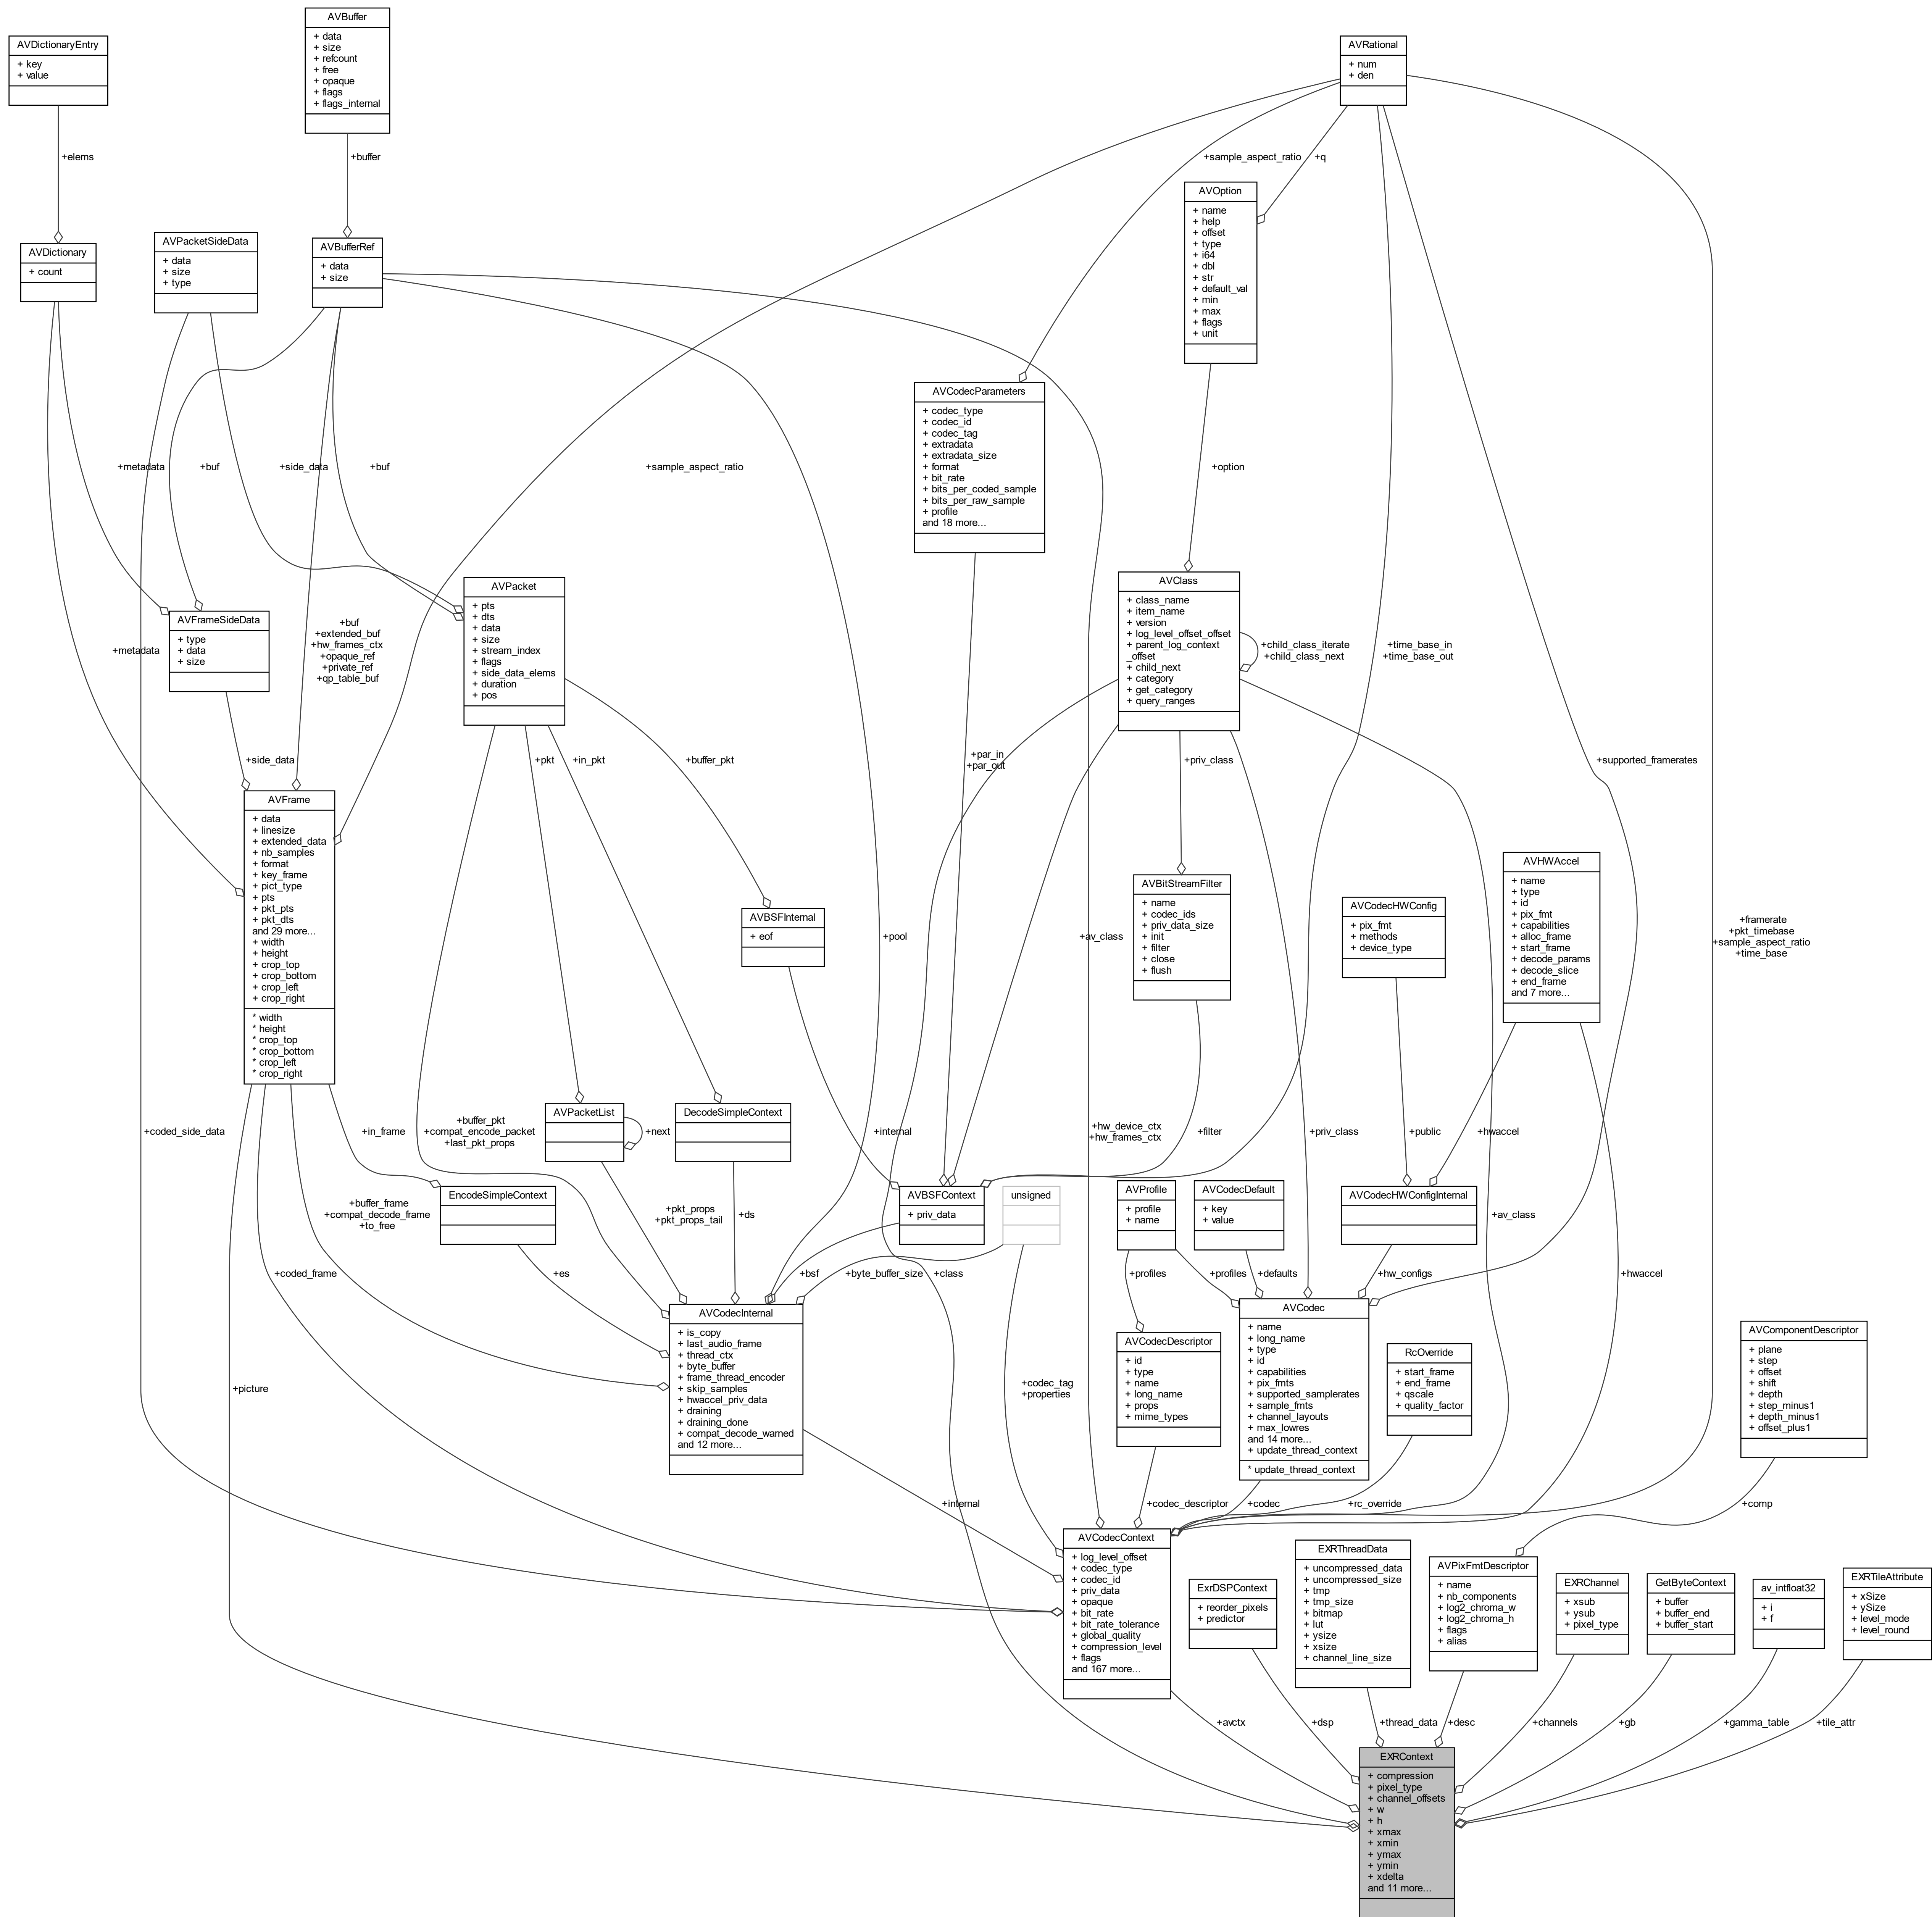 AVBuffer
+ data
+ size
+ refcount
+ free
+ opaque
+ flags
+ flags_internal
AVDictionaryEntry
+ key
+ value
AVRational
+ num
+ den
+elems
+buffer
+sample_aspect_ratio
+q
AVOption
+ name
+ help
+ offset
+ type
+ i64
+ dbl
+ str
+ default_val
+ min
+ max
+ flags
+ unit
AVDictionary
+ count
AVPacketSideData
+ data
+ size
+ type
AVBufferRef
+ data
+ size
AVCodecParameters
+ codec_type
+ codec_id
+ codec_tag
+ extradata
+ extradata_size
+ format
+ bit_rate
+ bits_per_coded_sample
+ bits_per_raw_sample
+ profile
and 18 more...
+metadata
+buf
+side_data
+buf
+sample_aspect_ratio
+option
AVPacket
+ pts
+ dts
+ data
+ size
+ stream_index
+ flags
+ side_data_elems
+ duration
+ pos
AVClass
+ class_name
+ item_name
+ version
+ log_level_offset_offset
+ parent_log_context
_offset
+ child_next
+ category
+ get_category
+ query_ranges
+child_class_iterate
+child_class_next
+time_base_in
+time_base_out
+metadata
AVFrameSideData
+ type
+ data
+ size
+buf
+extended_buf
+hw_frames_ctx
+opaque_ref
+private_ref
+qp_table_buf
+side_data
+pkt
+in_pkt
+buffer_pkt
+par_in
+par_out
+priv_class
+supported_framerates
AVFrame
+ data
+ linesize
+ extended_data
+ nb_samples
+ format
+ key_frame
+ pict_type
+ pts
+ pkt_pts
+ pkt_dts
and 29 more...
+ width
+ height
+ crop_top
+ crop_bottom
+ crop_left
+ crop_right
* width
* height
* crop_top
* crop_bottom
* crop_left
* crop_right
AVBSFInternal
+ eof
+pool
+av_class
AVBitStreamFilter
+ name
+ codec_ids
+ priv_data_size
+ init
+ filter
+ close
+ flush
AVCodecHWConfig
+ pix_fmt
+ methods
+ device_type
AVHWAccel
+ name
+ type
+ id
+ pix_fmt
+ capabilities
+ alloc_frame
+ start_frame
+ decode_params
+ decode_slice
+ end_frame
and 7 more...
+framerate
+pkt_timebase
+sample_aspect_ratio
+time_base
+coded_side_data
+in_frame
+buffer_pkt
+compat_encode_packet
+last_pkt_props
AVPacketList
+next
DecodeSimpleContext
+internal
+hw_device_ctx
+hw_frames_ctx
+filter
+priv_class
+public
+hwaccel
+buffer_frame
+compat_decode_frame
+to_free
EncodeSimpleContext
+pkt_props
+pkt_props_tail
+ds
AVBSFContext
+ priv_data
unsigned
AVProfile
+ profile
+ name
AVCodecDefault
+ key
+ value
AVCodecHWConfigInternal
+av_class
+coded_frame
+es
+bsf
+byte_buffer_size
+class
+profiles
+profiles
+defaults
+hw_configs
+hwaccel
AVCodecInternal
+ is_copy
+ last_audio_frame
+ thread_ctx
+ byte_buffer
+ frame_thread_encoder
+ skip_samples
+ hwaccel_priv_data
+ draining
+ draining_done
+ compat_decode_warned
and 12 more...
AVCodecDescriptor
+ id
+ type
+ name
+ long_name
+ props
+ mime_types
AVCodec
+ name
+ long_name
+ type
+ id
+ capabilities
+ pix_fmts
+ supported_samplerates
+ sample_fmts
+ channel_layouts
+ max_lowres
and 14 more...
+ update_thread_context
* update_thread_context
RcOverride
+ start_frame
+ end_frame
+ qscale
+ quality_factor
AVComponentDescriptor
+ plane
+ step
+ offset
+ shift
+ depth
+ step_minus1
+ depth_minus1
+ offset_plus1
+picture
+codec_tag
+properties
+internal
+codec_descriptor
+codec
+rc_override
+comp
AVCodecContext
+ log_level_offset
+ codec_type
+ codec_id
+ priv_data
+ opaque
+ bit_rate
+ bit_rate_tolerance
+ global_quality
+ compression_level
+ flags
and 167 more...
ExrDSPContext
+ reorder_pixels
+ predictor
EXRThreadData
+ uncompressed_data
+ uncompressed_size
+ tmp
+ tmp_size
+ bitmap
+ lut
+ ysize
+ xsize
+ channel_line_size
AVPixFmtDescriptor
+ name
+ nb_components
+ log2_chroma_w
+ log2_chroma_h
+ flags
+ alias
EXRChannel
+ xsub
+ ysub
+ pixel_type
GetByteContext
+ buffer
+ buffer_end
+ buffer_start
av_intfloat32
+ i
+ f
EXRTileAttribute
+ xSize
+ ySize
+ level_mode
+ level_round
+avctx
+dsp
+thread_data
+desc
+channels
+gb
+gamma_table
+tile_attr
EXRContext
+ compression
+ pixel_type
+ channel_offsets
+ w
+ h
+ xmax
+ xmin
+ ymax
+ ymin
+ xdelta
and 11 more...